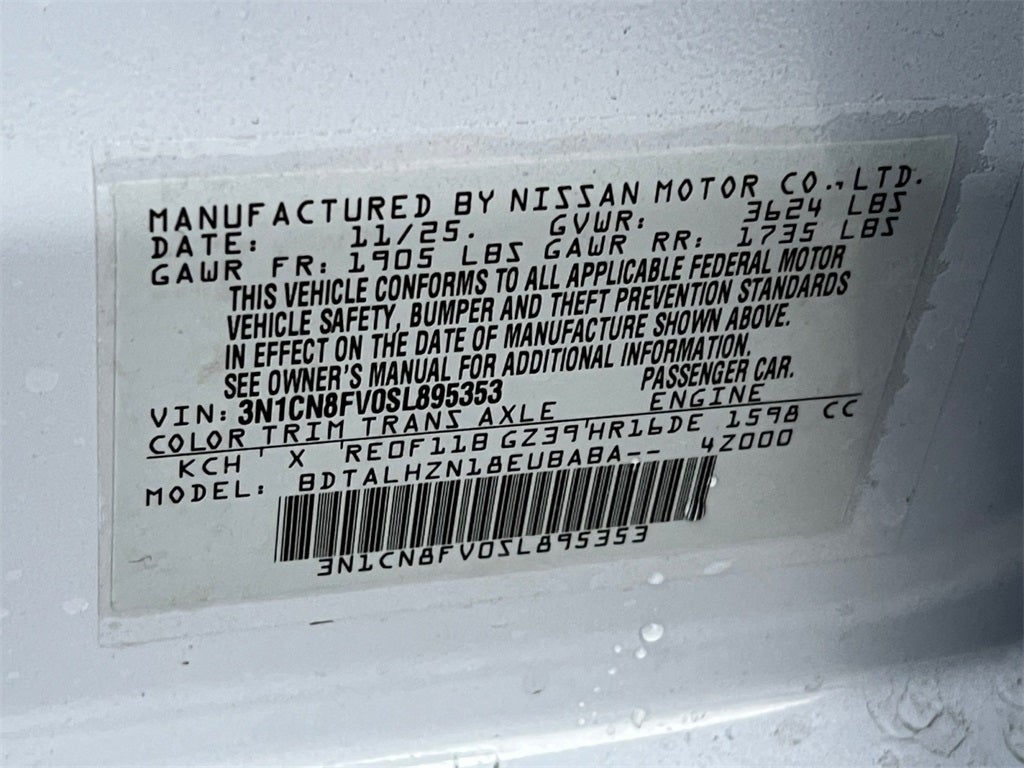 MANUFACTURED BY NISSAN MOTOR CO., LTD.
DATE: 11/25. GVWR: 3624 LBS
GAWR FR: 1905 LBS GAWR RR: 1735 LBS
THIS VEHICLE CONFORMS TO ALL APPLICABLE FEDERAL MOTOR
VEHICLE SAFETY, BUMPER AND THEFT PREVENTION STANDARDS
IN EFFECT ON THE DATE OF MANUFACTURE SHOWN ABOVE.
SEE OWNER'S MANUAL FOR ADDITIONAL INFORMATION.
VIN: 3N1CN8FV0SL895353 PASSENGER CAR.
COLOR TRIM TRANS AXLE ENGINE
KCH X RE0F11B GZ39 HR16DE 1598 CC
MODEL: BDTALHZN18EUBABA-- 4Z000
3N1CN8FV0SL895353